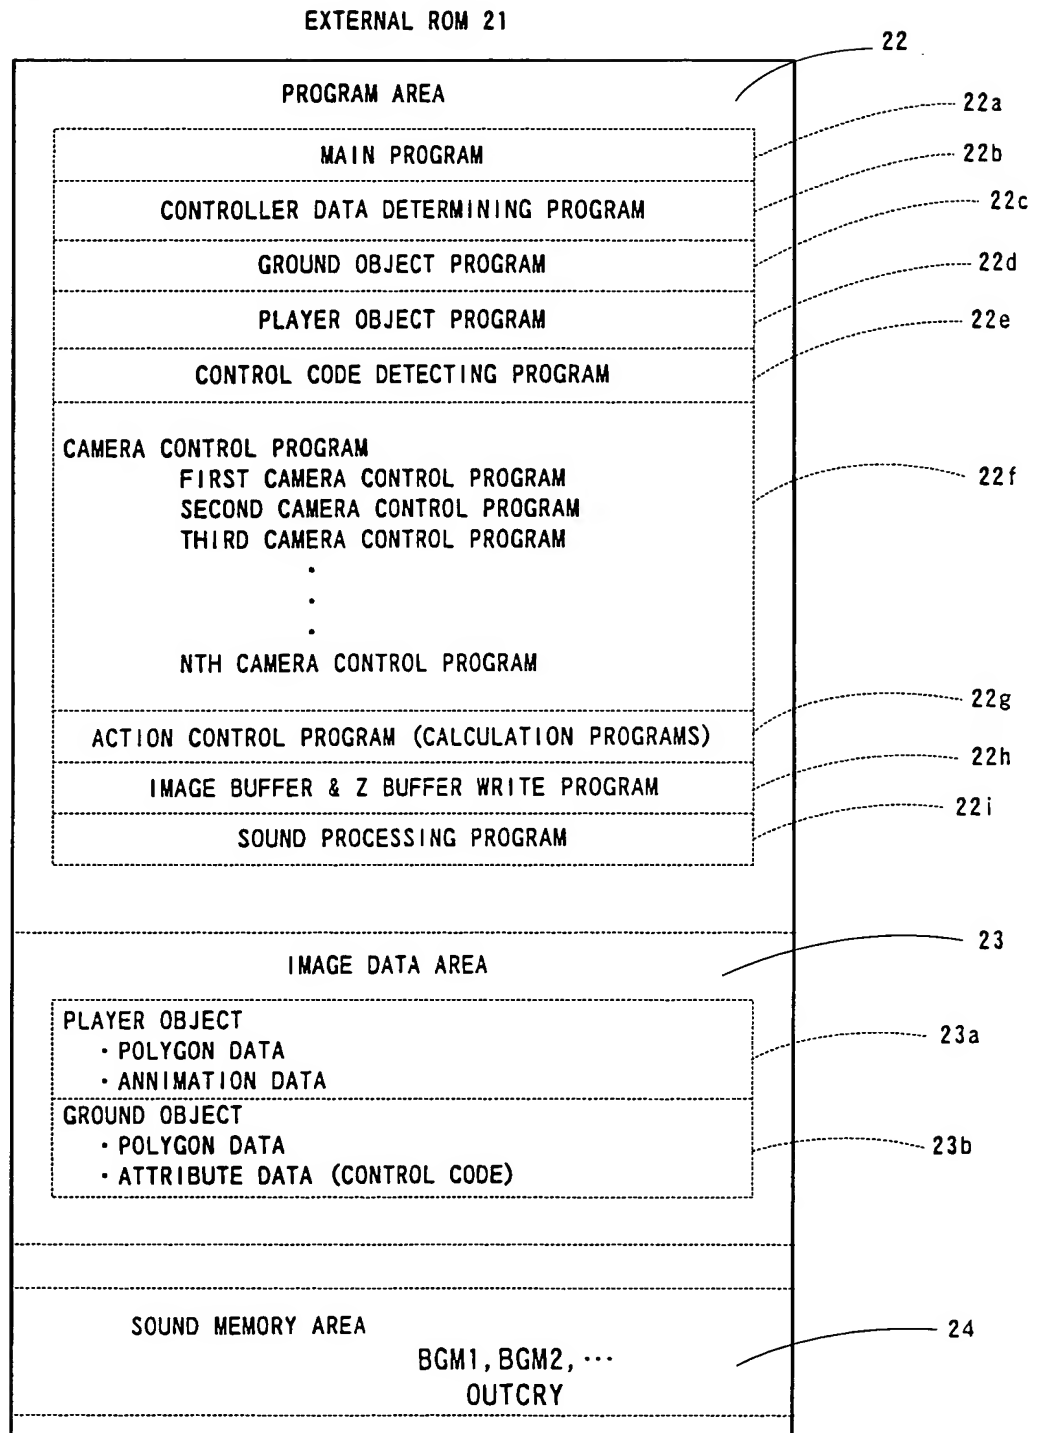 EXTERNAL ROM 21
22
PROGRAM AREA
22a
MAIN PROGRAM
22b
CONTROLLER DATA DETERMINING PROGRAM
22c
GROUND OBJECT PROGRAM
22d
PLAYER OBJECT PROGRAM
22e
CONTROL CODE DETECTING PROGRAM
CAMERA CONTROL PROGRAM
FIRST CAMERA CONTROL PROGRAM
22f
SECOND CAMERA CONTROL PROGRAM
THIRD CAMERA CONTROL PROGRAM
·
·
·
NTH CAMERA CONTROL PROGRAM
22g
ACTION CONTROL PROGRAM (CALCULATION PROGRAMS)
22h
IMAGE BUFFER & Z BUFFER WRITE PROGRAM
22i
SOUND PROCESSING PROGRAM
23
IMAGE DATA AREA
PLAYER OBJECT
23a
· POLYGON DATA
· ANNIMATION DATA
GROUND OBJECT
· POLYGON DATA
23b
· ATTRIBUTE DATA (CONTROL CODE)
SOUND MEMORY AREA
24
BGM1, BGM2, ···
OUTCRY